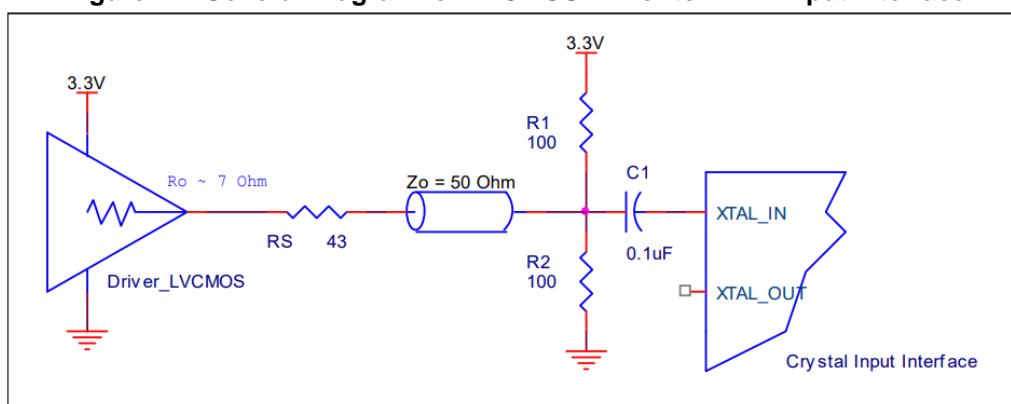 3.3V
3.3V
R1
100
Ro ~ 7 Ohm
Zo = 50 Ohm
C1
XTAL_IN
RS 43
0.1uF
R2
100
Driver_LVCMOS
XTAL_OUT
Crystal Input Interface